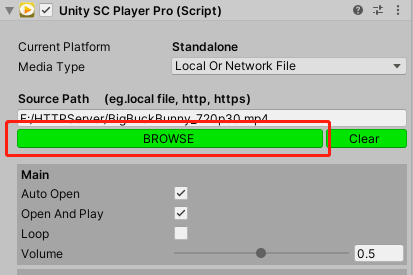 Unity SC Player Pro (Script)
Current Platform Standalone
Media Type Local Or Network File
Source Path (eg.local file, http, https)
F:/HTTPServer/BigBuckBunny_720p30.mp4
BROWSE Clear
Main
Auto Open
Open And Play
Loop
Volume 0.5